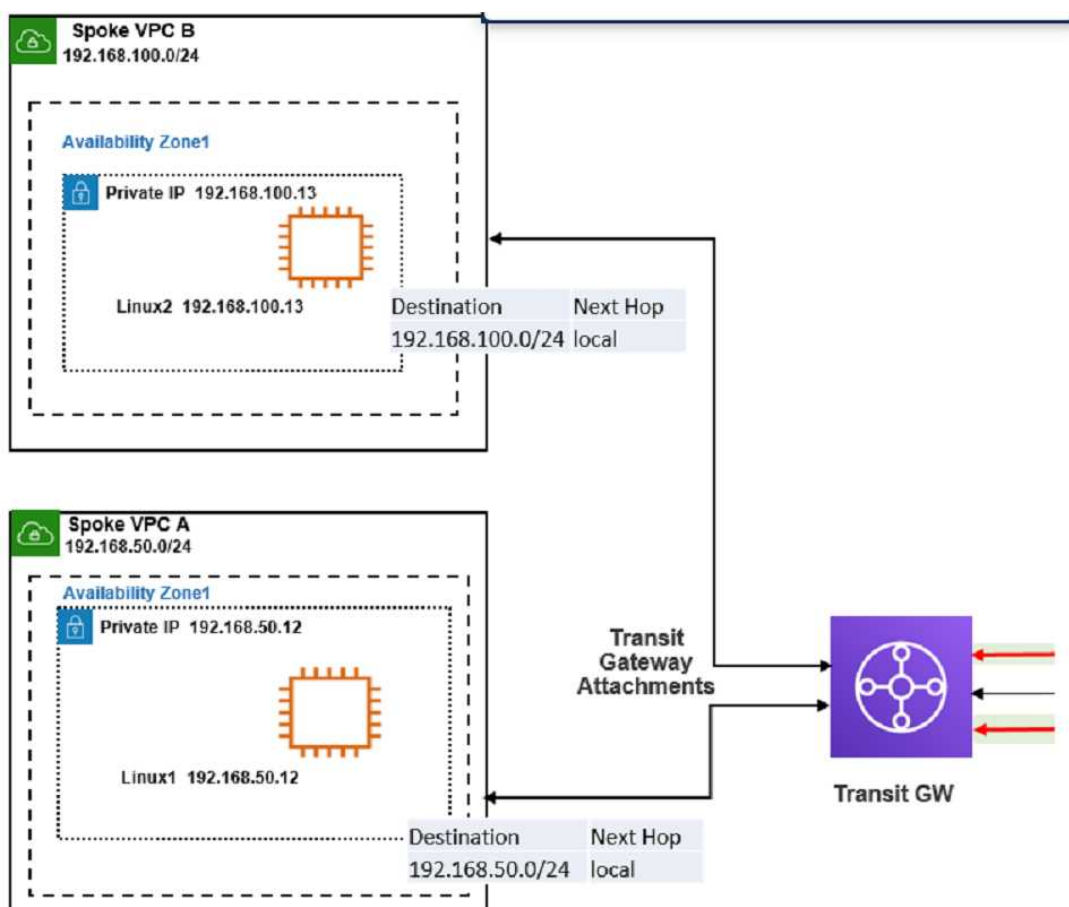 Spoke VPC B
192.168.100.0/24
Availability Zone1
Private IP 192.168.100.13
Linux2 192.168.100.13
Destination Next Hop
192.168.100.0/24 local
Spoke VPC A
192.168.50.0/24
Availability Zone1
Private IP 192.168.50.12
Linux1 192.168.50.12
Destination Next Hop
192.168.50.0/24 local
Transit
Gateway
Attachments
Transit GW